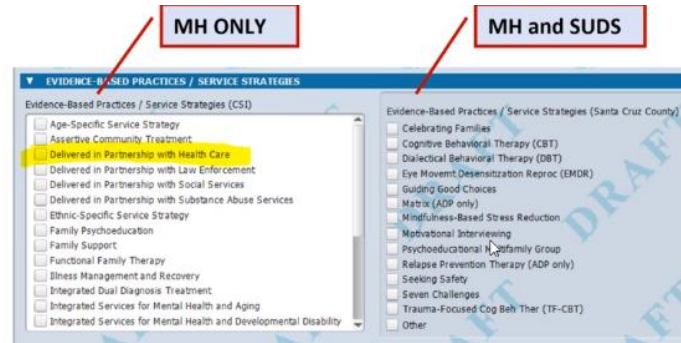 MH ONLY
MH and SUDS
EVIDENCE-BASED PRACTICES / SERVICE STRATEGIES
Evidence-Based Practices / Service Strategies (CSI)
Age-Specific Service Strategy
Assertive Community Treatment
Delivered in Partnership with Health Care
Delivered in Partnership with Law Enforcement
Delivered in Partnership with Social Services
Delivered in Partnership with Substance Abuse Services
Ethnic-Specific Service Strategy
Family Psychoeducation
Family Support
Functional Family Therapy
Illness Management and Recovery
Integrated Dual Diagnosis Treatment
Integrated Services for Mental Health and Aging
Integrated Services for Mental Health and Developmental Disability
Evidence-Based Practices / Service Strategies (Santa Cruz County)
Celebrating Families
Cognitive Behavioral Therapy (CBT)
Dialectical Behavioral Therapy (DBT)
Eye Movemt Desensitization Reproc (EMDR)
Guiding Good Choices
Matrix (ADP only)
Mindfulness-Based Stress Reduction
Motivational Interviewing
Psychoeducational Multifamily Group
Relapse Prevention Therapy (ADP only)
Seeking Safety
Seven Challenges
Trauma-Focused Cog Beh Ther (TF-CBT)
Other
DRAFT